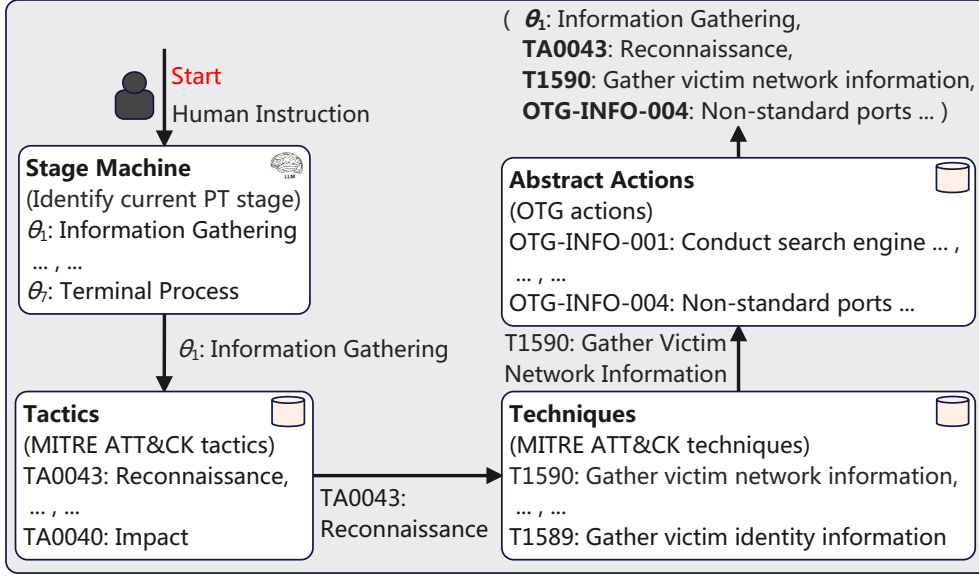 Start
Human Instruction
Stage Machine
LLM
(Identify current PT stage)
θ1: Information Gathering
... , ...
θ7: Terminal Process
θ1: Information Gathering
Tactics
(MITRE ATT&CK tactics)
TA0043: Reconnaissance,
... , ...
TA0040: Impact
TA0043:
Reconnaissance
Techniques
(MITRE ATT&CK techniques)
T1590: Gather victim network information,
... , ...
T1589: Gather victim identity information
T1590: Gather Victim
Network Information
Abstract Actions
(OTG actions)
OTG-INFO-001: Conduct search engine ... ,
... , ...
OTG-INFO-004: Non-standard ports ...
( θ1: Information Gathering,
TA0043: Reconnaissance,
T1590: Gather victim network information,
OTG-INFO-004: Non-standard ports ... )